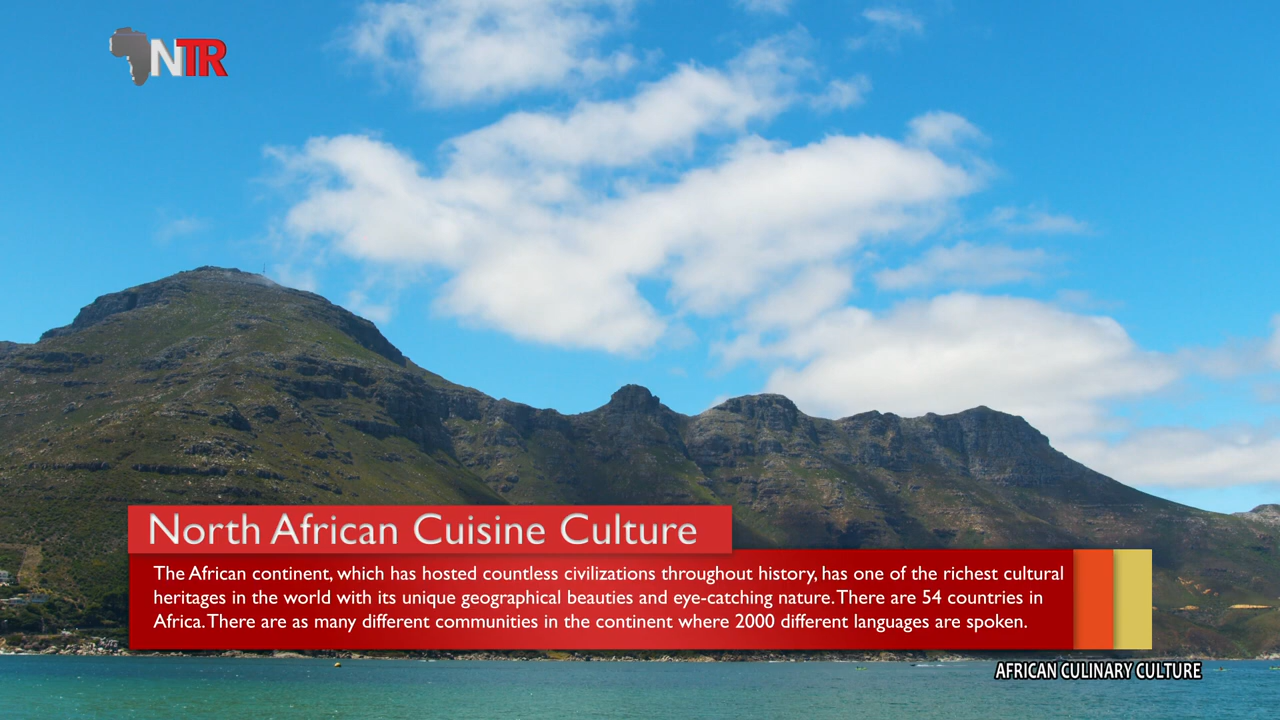 NTR
North African Cuisine Culture
The African continent, which has hosted countless civilizations throughout history, has one of the richest cultural
heritages in the world with its unique geographical beauties and eye-catching nature. There are 54 countries in
Africa. There are as many different communities in the continent where 2000 different languages are spoken.
AFRICAN CULINARY CULTURE